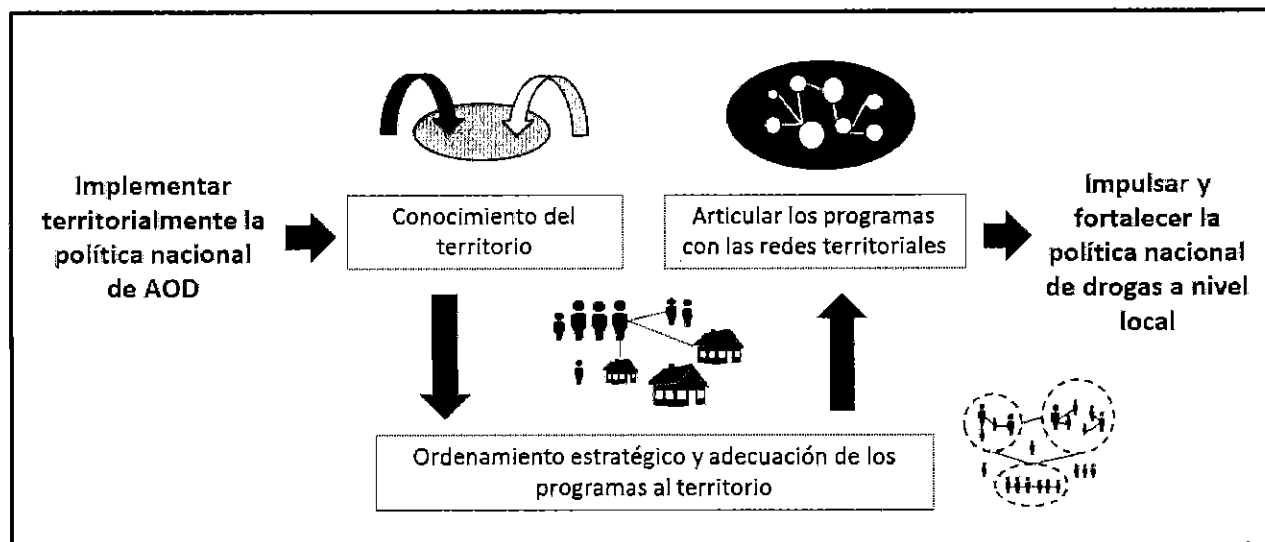 Implementar
territorialmente la
política nacional
de AOD
Conocimiento del
territorio
Articular los programas
con las redes territoriales
Impulsar y
fortalecer la
política nacional
de drogas a nivel
local
Ordenamiento estratégico y adecuación de los
programas al territorio